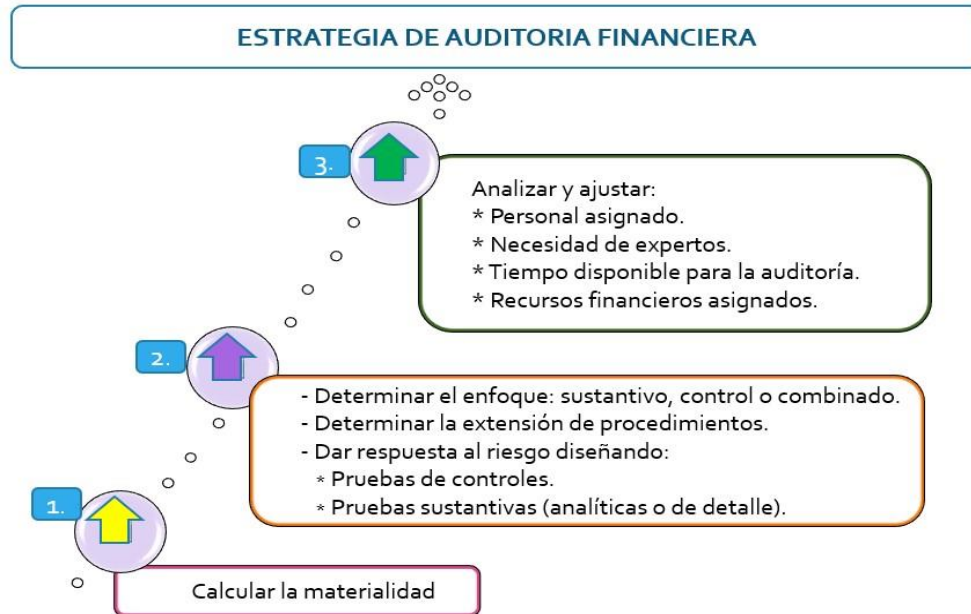 ESTRATEGIA DE AUDITORIA FINANCIERA
3.
Analizar y ajustar:
* Personal asignado.
* Necesidad de expertos.
* Tiempo disponible para la auditoría.
* Recursos financieros asignados.
2.
- Determinar el enfoque: sustantivo, control o combinado.
- Determinar la extensión de procedimientos.
- Dar respuesta al riesgo diseñando:
* Pruebas de controles.
* Pruebas sustantivas (analíticas o de detalle).
1.
Calcular la materialidad